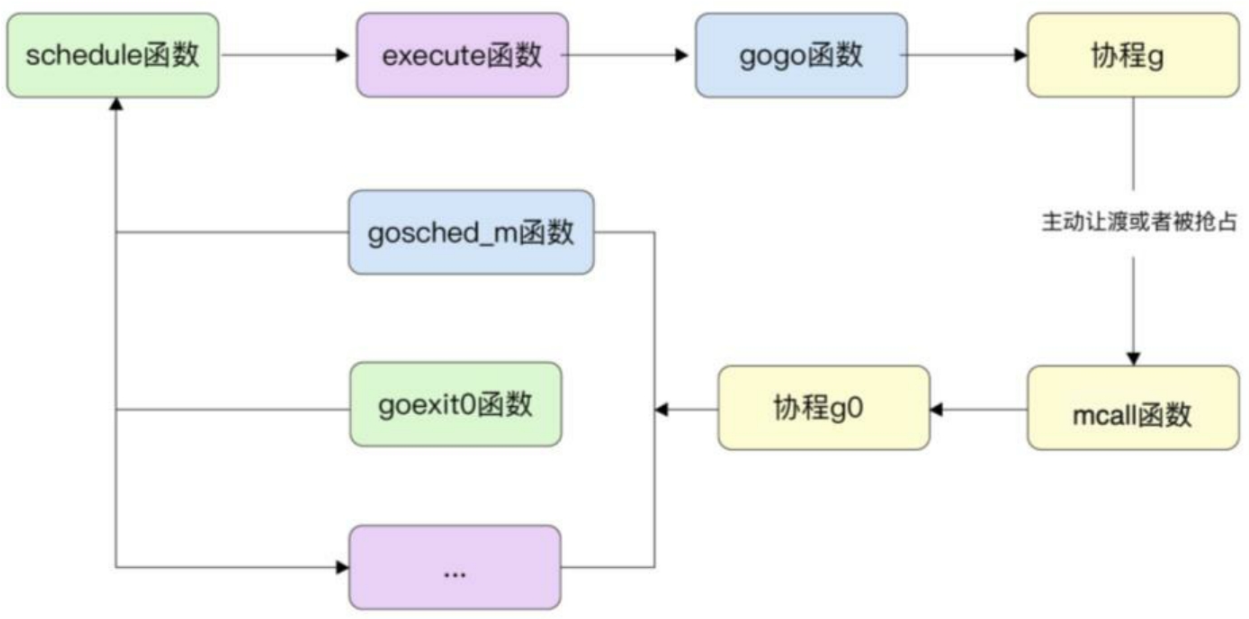 schedule函数
execute函数
gogo函数
协程g
主动让渡或者被抢占
gosched_m函数
goexit0函数
协程g0
mcall函数
...